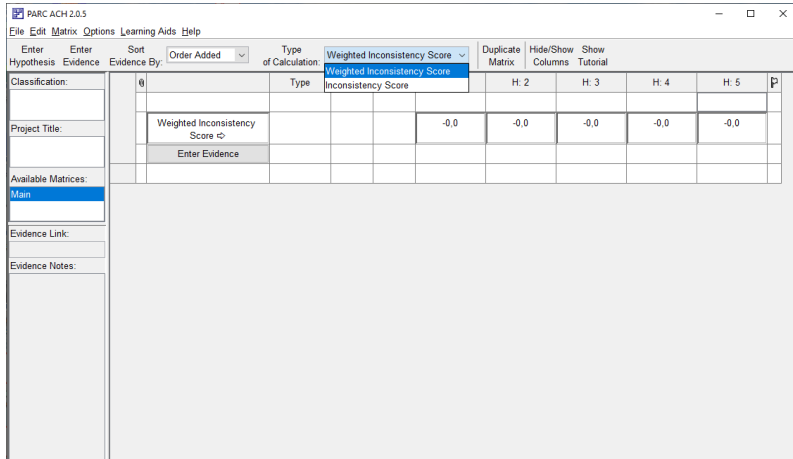 PARC ACH 2.0.5
File Edit Matrix Options Learning Aids Help
Enter Hypothesis
Enter Evidence
Sort Evidence By:
Order Added
Type of Calculation:
Weighted Inconsistency Score
Weighted Inconsistency Score
Inconsistency Score
Duplicate Matrix
Hide/Show Columns
Show Tutorial
Classification:
Project Title:
Available Matrices:
Main
Evidence Link:
Evidence Notes:
Type
H: 2
H: 3
H: 4
H: 5
Weighted Inconsistency
Score ⇨
-0,0
-0,0
-0,0
-0,0
-0,0
Enter Evidence